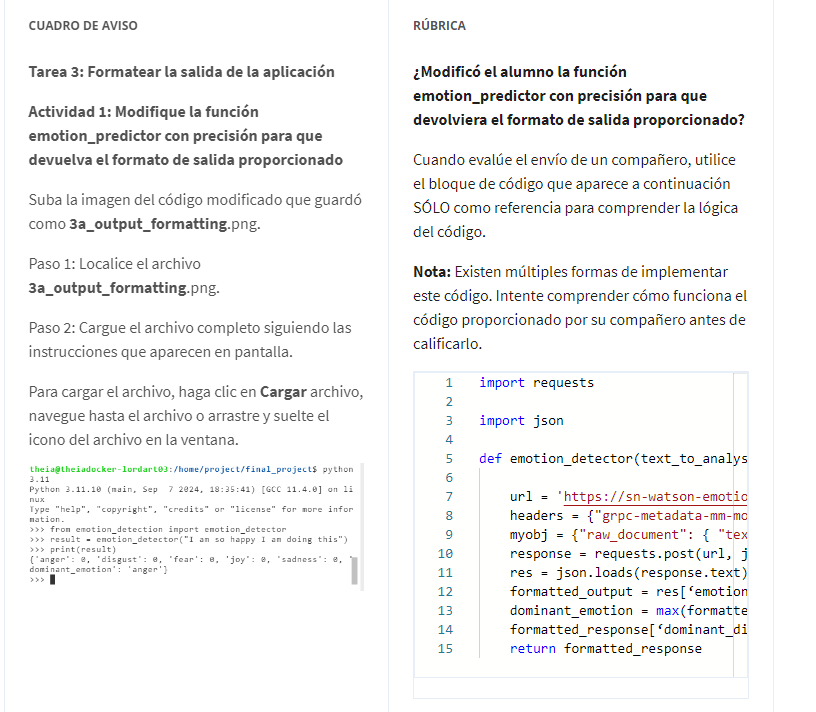 CUADRO DE AVISO
Tarea 3: Formatear la salida de la aplicación
Actividad 1: Modifique la función
emotion_predictor con precisión para que
devuelva el formato de salida proporcionado
Suba la imagen del código modificado que guardó
como 3a_output_formatting.png.
Paso 1: Localice el archivo
3a_output_formatting.png.
Paso 2: Cargue el archivo completo siguiendo las
instrucciones que aparecen en pantalla.
Para cargar el archivo, haga clic en Cargar archivo,
navegue hasta el archivo o arrastre y suelte el
icono del archivo en la ventana.
theia@theiadocker-lordart03:/home/project/final_project$ python
3.11
Python 3.11.10 (main, Sep  7 2024, 18:35:41) [GCC 11.4.0] on li
nux
Type "help", "copyright", "credits" or "license" for more infor
mation.
>>> from emotion_detection import emotion_detector
>>> result = emotion_detector("I am so happy I am doing this")
>>> print(result)
{'anger': 0, 'disgust': 0, 'fear': 0, 'joy': 0, 'sadness': 0, '
dominant_emotion': 'anger'}
>>>
RÚBRICA
¿Modificó el alumno la función
emotion_predictor con precisión para que
devolviera el formato de salida proporcionado?
Cuando evalúe el envío de un compañero, utilice
el bloque de código que aparece a continuación
SÓLO como referencia para comprender la lógica
del código.
Nota: Existen múltiples formas de implementar
este código. Intente comprender cómo funciona el
código proporcionado por su compañero antes de
calificarlo.
1 import requests
2
3 import json
4
5 def emotion_detector(text_to_analys
6
7 url = 'https://sn-watson-emotio
8 headers = {"grpc-metadata-mm-mo
9 myobj = {"raw_document": { "tex
10 response = requests.post(url, j
11 res = json.loads(response.text)
12 formatted_output = res[‘emotion
13 dominant_emotion = max(formatte
14 formatted_response[‘dominant_di
15 return formatted_response